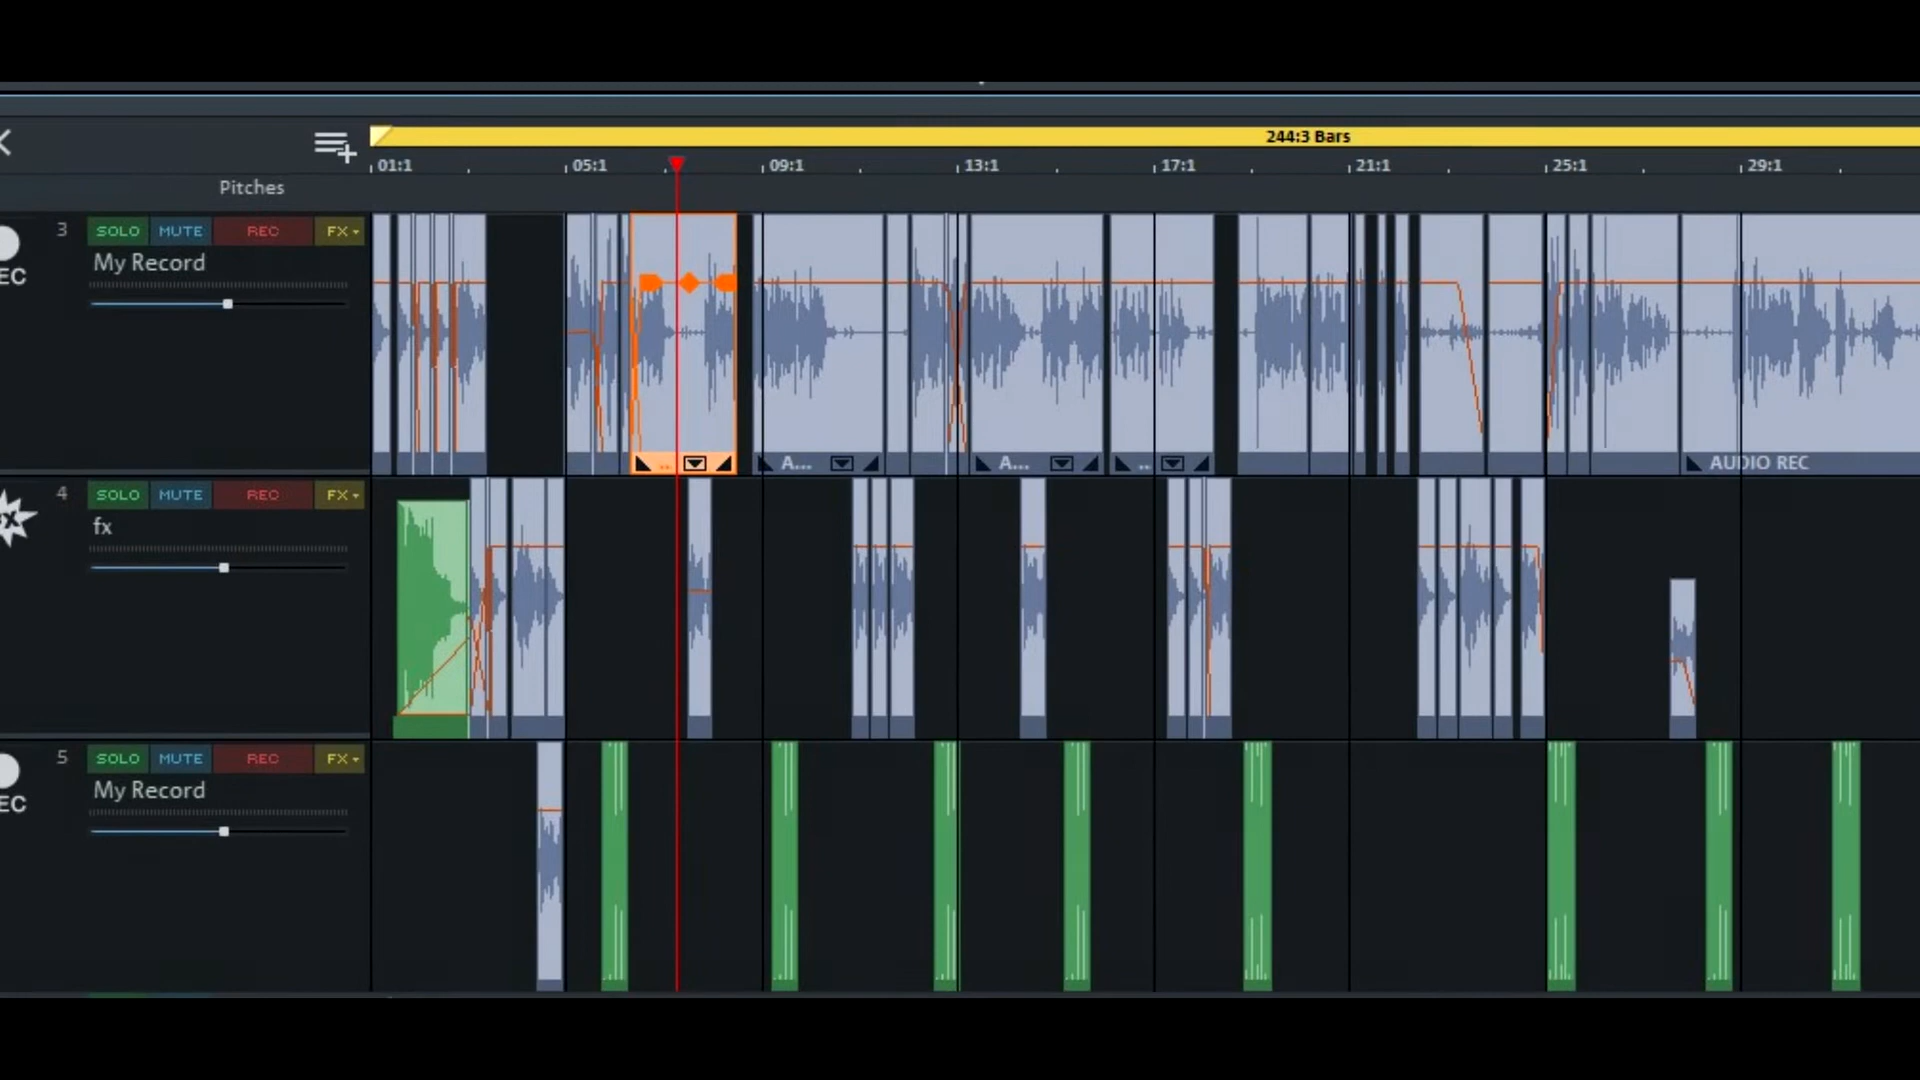 244:3 Bars
01:1 05:1 09:1 13:1 17:1 21:1 25:1 29:1
Pitches
3 SOLO MUTE REC FX
My Record
EC
.. A... A... .. AUDIO REC
4 SOLO MUTE REC FX
fx
5 SOLO MUTE REC FX
My Record
EC